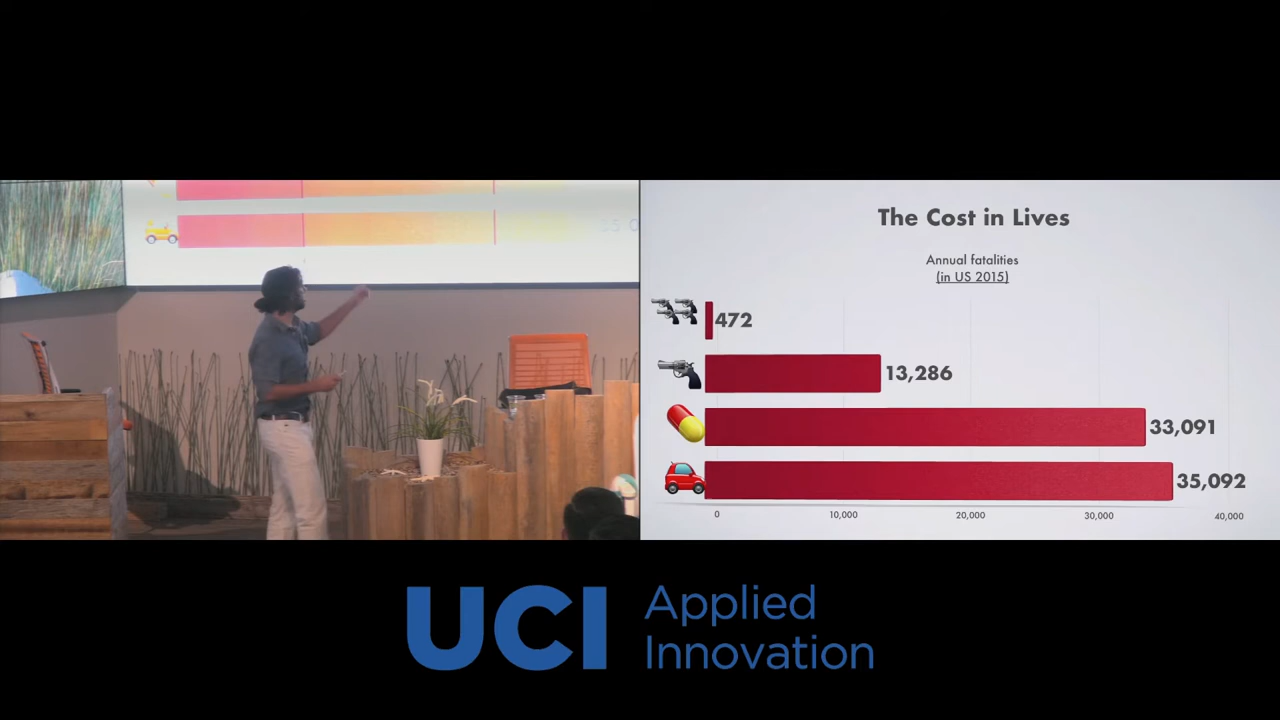 The Cost in Lives
Annual fatalities
(in US 2015)
472
13,286
33,091
35,092
0
10,000
20,000
30,000
40,000
UCI Applied
Innovation